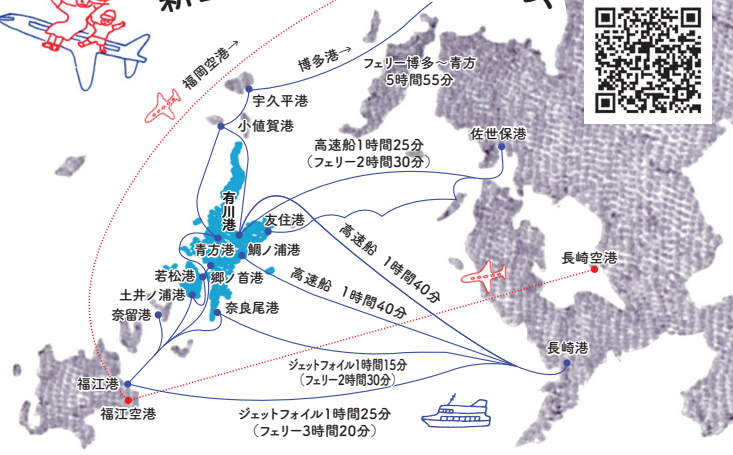 福岡空港→
博多港→
フェリー博多～青方
5時間55分
宇久平港
小値賀港
佐世保港
高速船1時間25分
(フェリー2時間30分)
有川港
友住港
青方港
鯛ノ浦港
高速船 1時間40分
長崎空港
若松港
郷ノ首港
高速船 1時間40分
土井ノ浦港
奈留港
奈良尾港
長崎港
ジェットフォイル1時間15分
(フェリー2時間30分)
福江港
福江空港
ジェットフォイル1時間25分
(フェリー3時間20分)